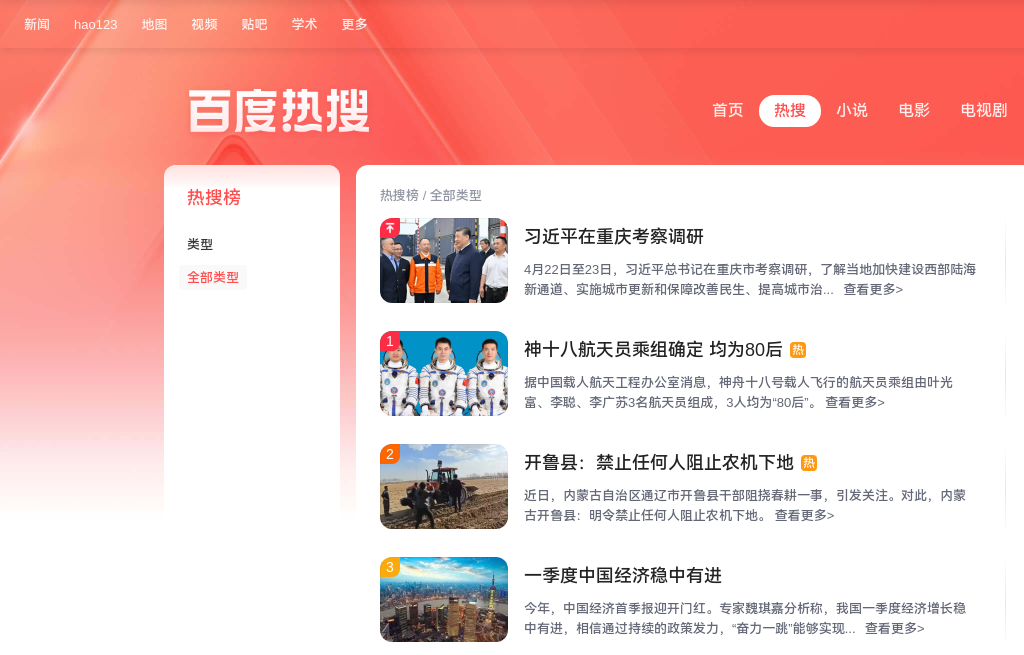 新闻 hao123 地图 视频 贴吧 学术 更多
百度热搜
首页 热搜 小说 电影 电视剧
热搜榜
类型
全部类型
热搜榜 / 全部类型
习近平在重庆考察调研
4月22日至23日，习近平总书记在重庆市考察调研，了解当地加快建设西部陆海
新通道、实施城市更新和保障改善民生、提高城市治... 查看更多>
1
神十八航天员乘组确定 均为80后 热
据中国载人航天工程办公室消息，神舟十八号载人飞行的航天员乘组由叶光
富、李聪、李广苏3名航天员组成，3人均为“80后”。 查看更多>
2
开鲁县：禁止任何人阻止农机下地 热
近日，内蒙古自治区通辽市开鲁县干部阻挠春耕一事，引发关注。对此，内蒙
古开鲁县：明令禁止任何人阻止农机下地。 查看更多>
3
一季度中国经济稳中有进
今年，中国经济首季报迎开门红。专家魏琪嘉分析称，我国一季度经济增长稳
中有进，相信通过持续的政策发力，“奋力一跳”能够实现... 查看更多>